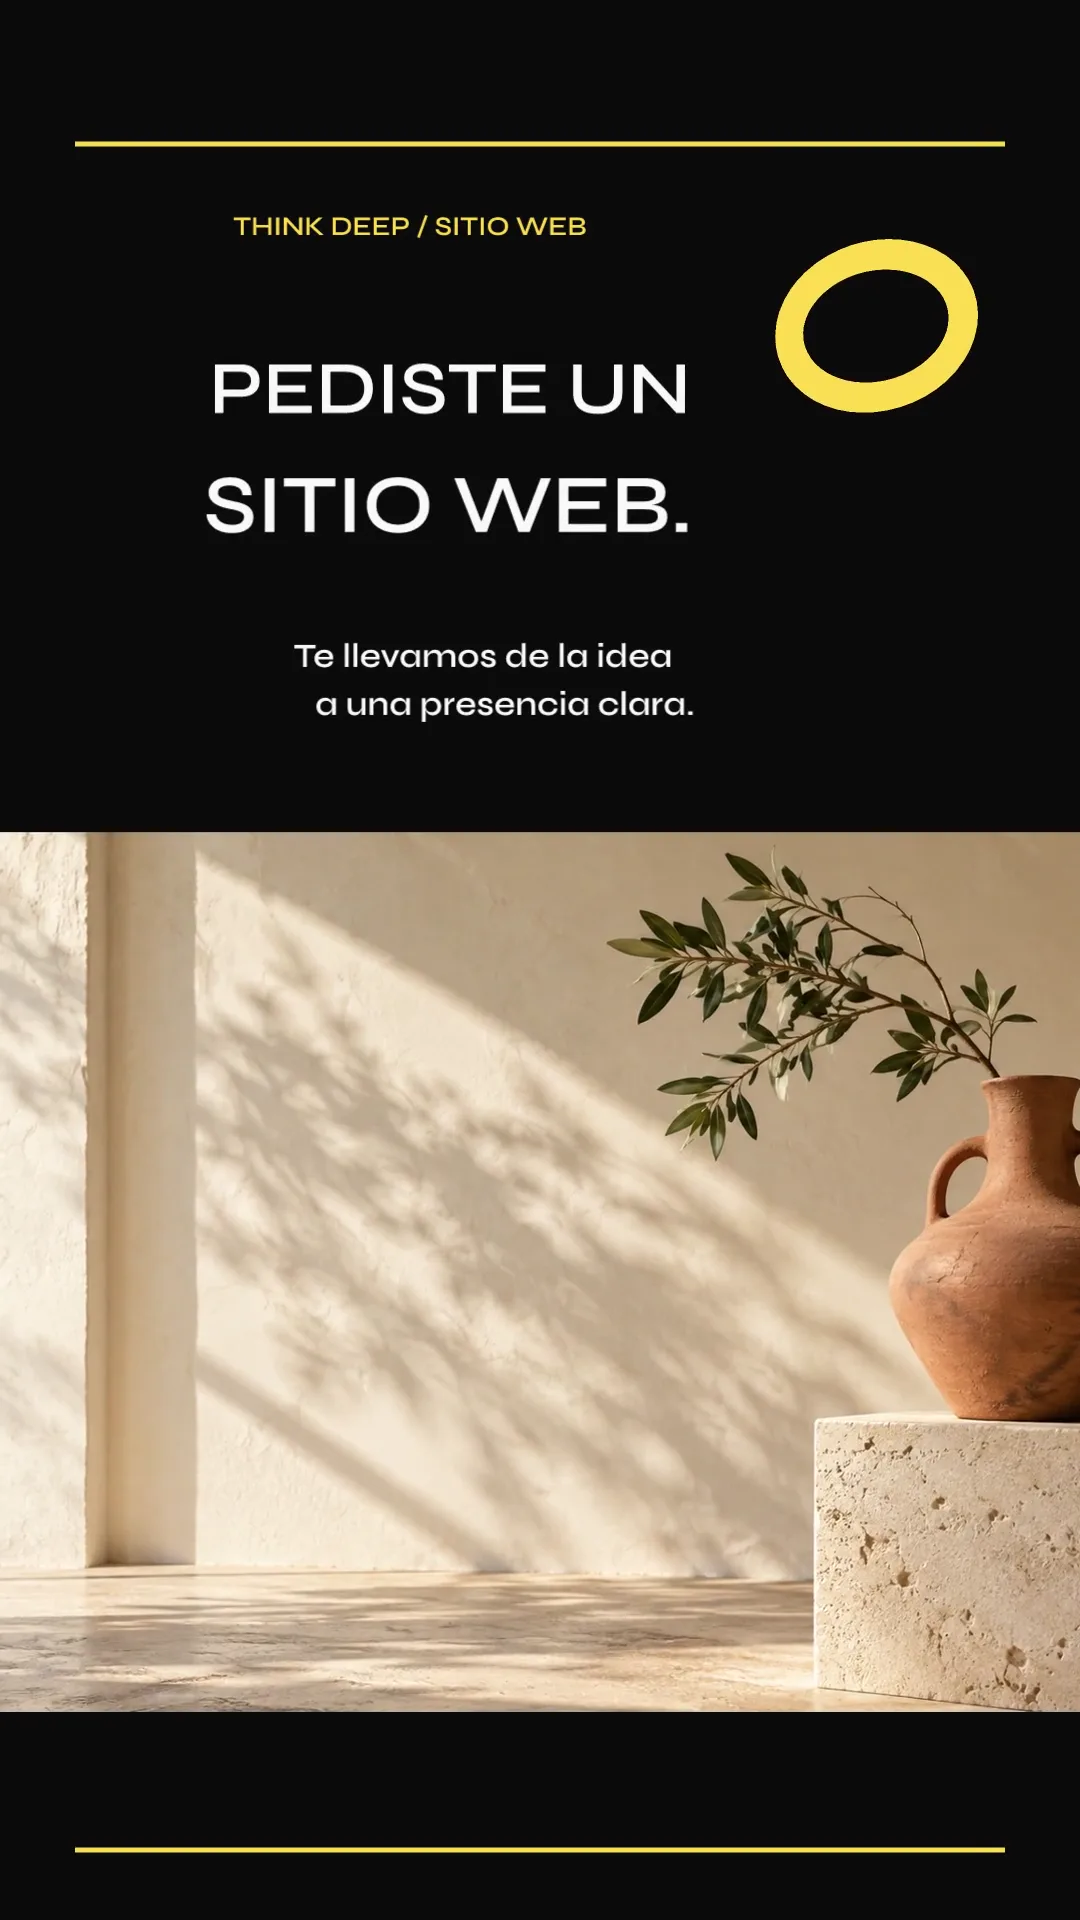 THINK DEEP / SITIO WEB
PEDISTE UN
SITIO WEB.
Te llevamos de la idea
a una presencia clara.